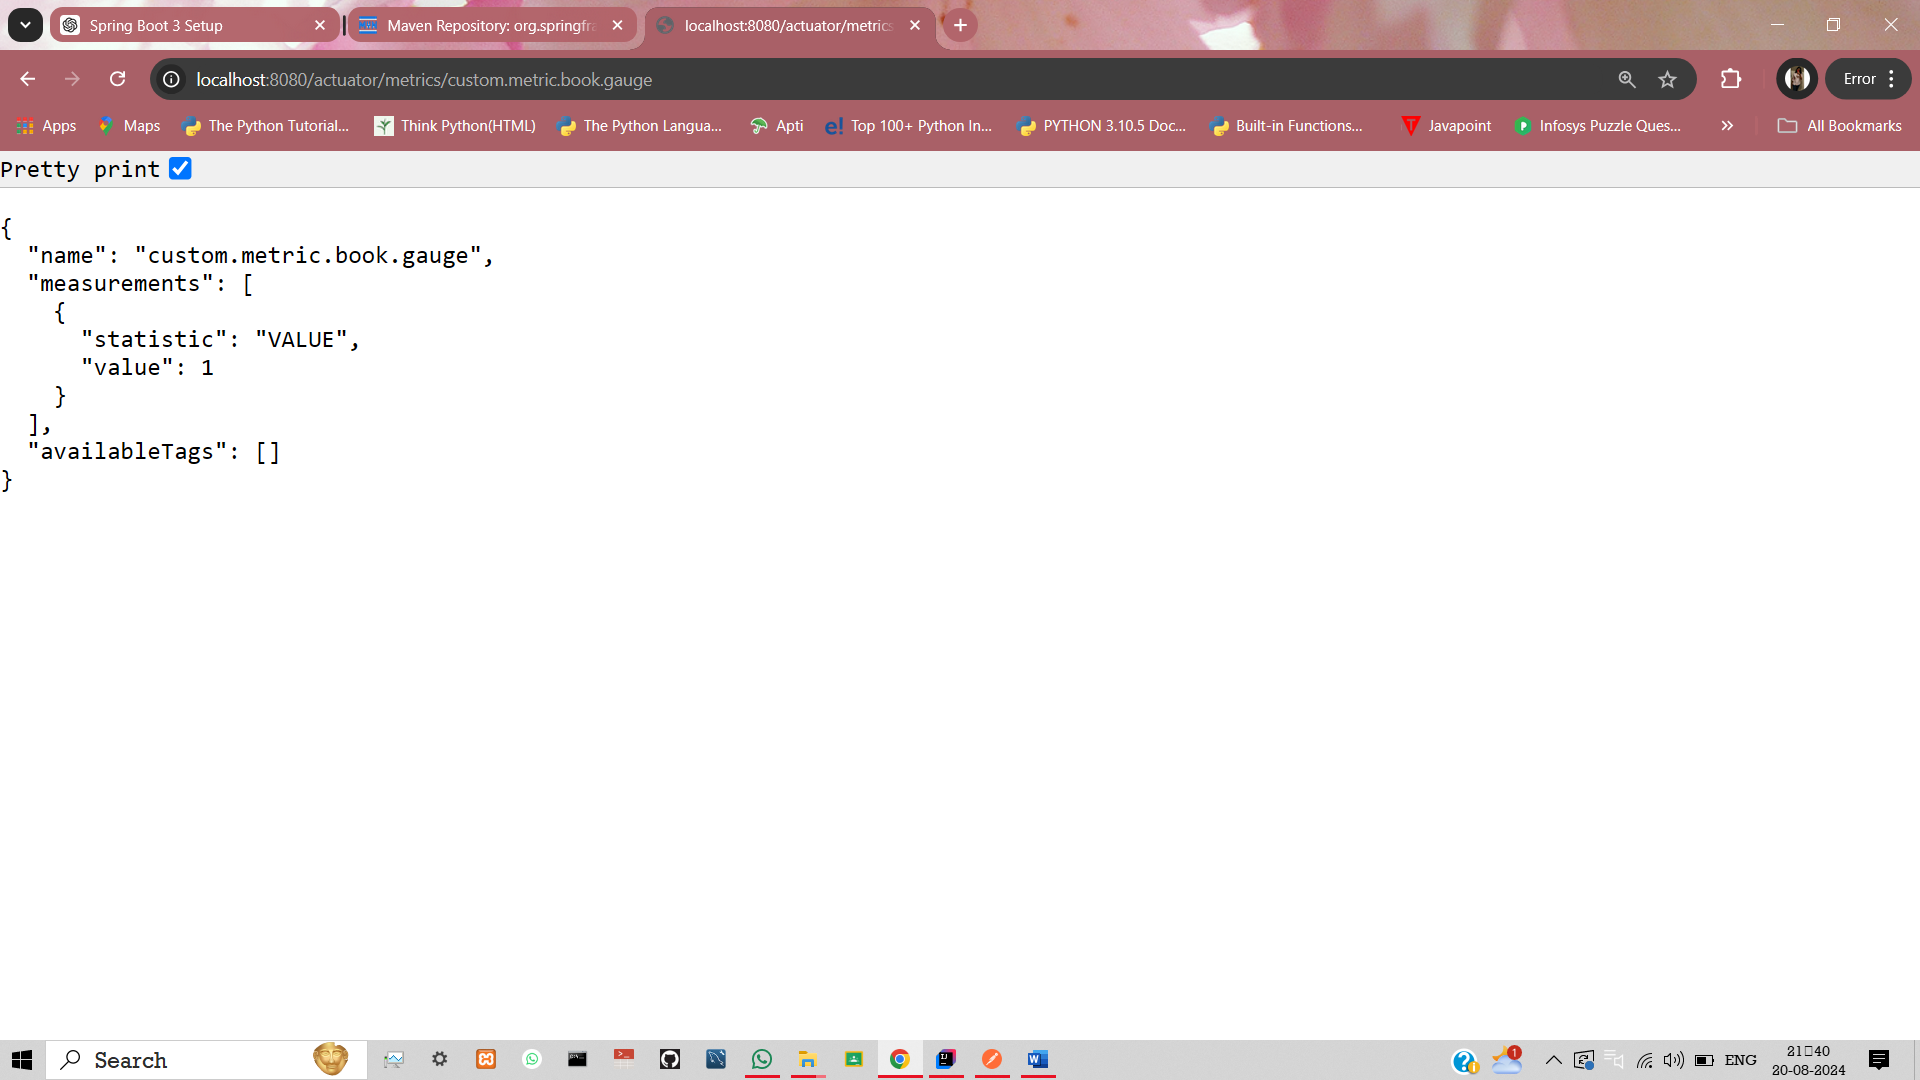 Spring Boot 3 Setup
Maven Repository: org.springfra
localhost:8080/actuator/metrics
localhost:8080/actuator/metrics/custom.metric.book.gauge
Error
Apps
Maps
The Python Tutorial...
Think Python(HTML)
The Python Langua...
Apti
Top 100+ Python In...
PYTHON 3.10.5 Doc...
Built-in Functions...
Javapoint
Infosys Puzzle Ques...
All Bookmarks
Pretty print
{
"name": "custom.metric.book.gauge",
"measurements": [
{
"statistic": "VALUE",
"value": 1
}
],
"availableTags": []
}
Search
1
ENG
21:40
20-08-2024